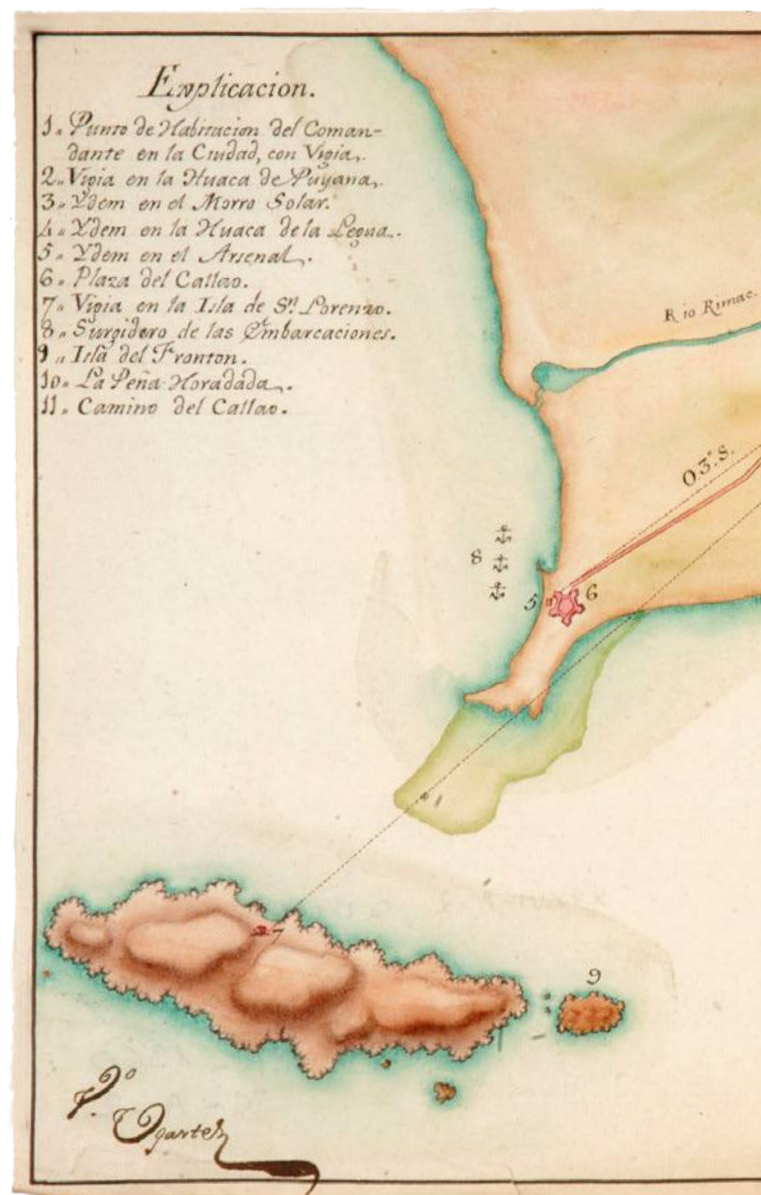 Explicacion.
1,, Punto de Habitacion del Coman-
dante en la Ciudad, con Vigia,.
2,, Vigia en la Huaca de Puyana,.
3,, Ydem en el Morro Solar.
4,, Ydem en la Huaca de la Legua,.
5,, Ydem en el Arsenal,.
6,, Plaza del Callao.
7,, Vigia en la Isla de Sn. Lorenzo.
8,, Surgidero de las Embarcaciones.
9,, Isla del Fronton.
10,, La Peña Horadada,.
11,, Camino del Callao.
Rio Rimac.
O 3º. S.
8
5
6
7
9
Ugarte